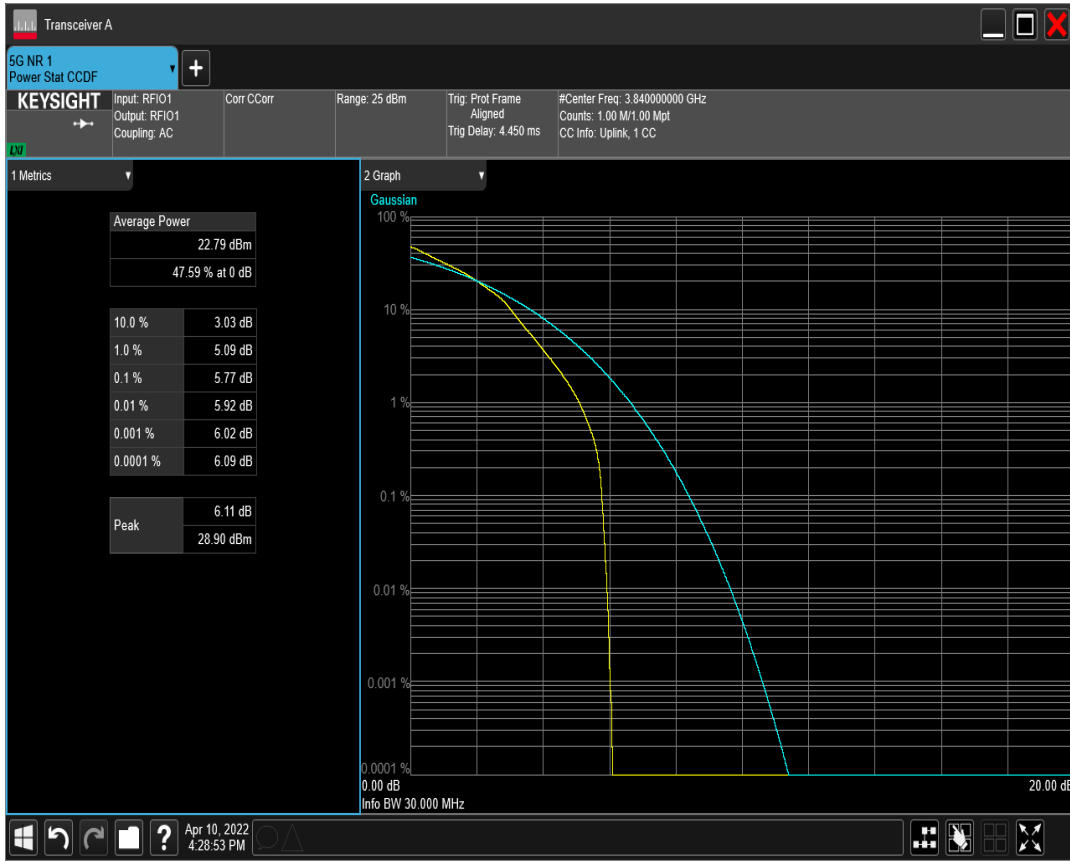 Transceiver A
5G NR 1
Power Stat CCDF
KEYSIGHT
LXI
Input: RFIO1
Output: RFIO1
Coupling: AC
Corr CCorr
Range: 25 dBm
Trig: Prot Frame
Aligned
Trig Delay: 4.450 ms
#Center Freq: 3.840000000 GHz
Counts: 1.00 M/1.00 Mpt
CC Info: Uplink, 1 CC
1 Metrics
Average Power
22.79 dBm
47.59 % at 0 dB
10.0 % 3.03 dB
1.0 % 5.09 dB
0.1 % 5.77 dB
0.01 % 5.92 dB
0.001 % 6.02 dB
0.0001 % 6.09 dB
Peak
6.11 dB
28.90 dBm
2 Graph
Gaussian
100 %
10 %
1 %
0.1 %
0.01 %
0.001 %
0.0001 %
0.00 dB 20.00 dB
Info BW 30.000 MHz
?
Apr 10, 2022
4:28:53 PM